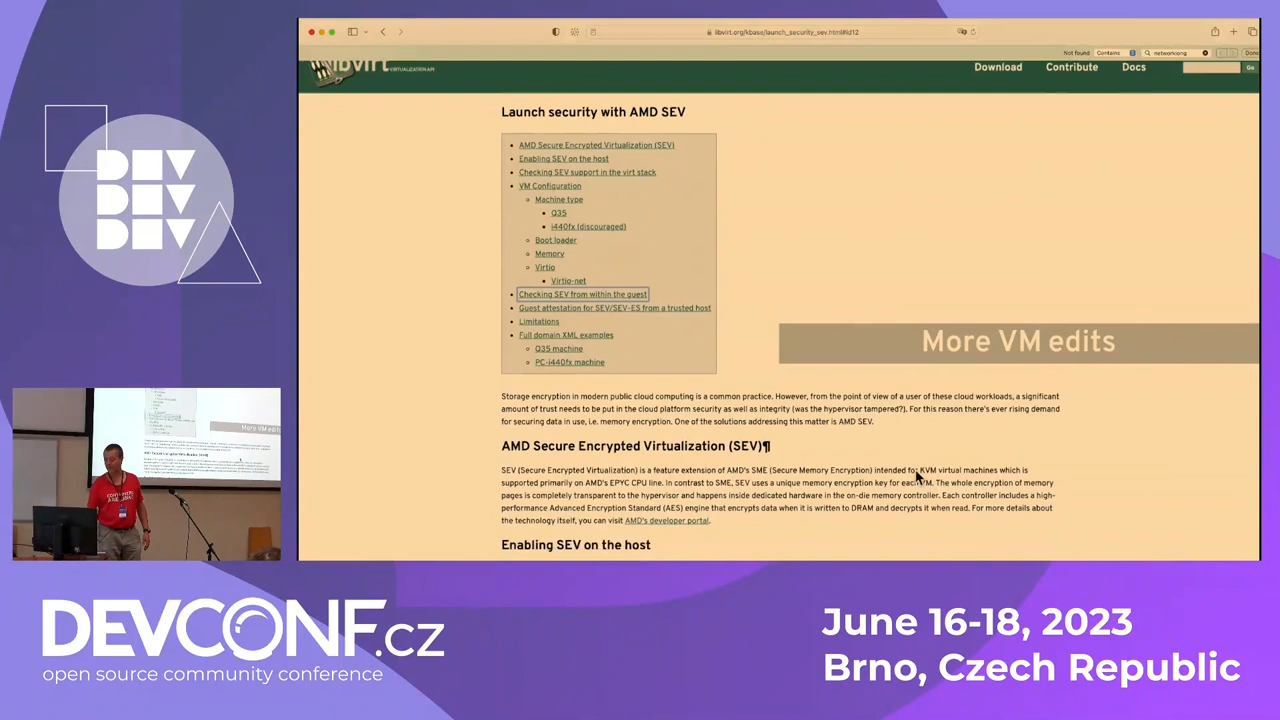 libvirt.org/kbase/launch_security_sev.html#id12
Not found
Contains
networkiong
Done
libvirt
VIRTUALIZATION API
Download
Contribute
Docs
Go
Launch security with AMD SEV
AMD Secure Encrypted Virtualization (SEV)
Enabling SEV on the host
Checking SEV support in the virt stack
VM Configuration
Machine type
Q35
i440fx (discouraged)
Boot loader
Memory
Virtio
Virtio-net
Checking SEV from within the guest
Guest attestation for SEV/SEV-ES from a trusted host
Limitations
Full domain XML examples
Q35 machine
PC-i440fx machine
More VM edits
Storage encryption in modern public cloud computing is a common practice. However, from the point of view of a user of these cloud workloads, a significant
amount of trust needs to be put in the cloud platform security as well as integrity (was the hypervisor tampered?). For this reason there's ever rising demand
for securing data in use, i.e. memory encryption. One of the solutions addressing this matter is AMD SEV.
AMD Secure Encrypted Virtualization (SEV)¶
SEV (Secure Encrypted Virtualization) is a feature extension of AMD's SME (Secure Memory Encryption) intended for KVM virtual machines which is
supported primarily on AMD's EPYC CPU line. In contrast to SME, SEV uses a unique memory encryption key for each VM. The whole encryption of memory
pages is completely transparent to the hypervisor and happens inside dedicated hardware in the on-die memory controller. Each controller includes a high-
performance Advanced Encryption Standard (AES) engine that encrypts data when it is written to DRAM and decrypts it when read. For more details about
the technology itself, you can visit AMD's developer portal.
Enabling SEV on the host
More VM edits
DEVCONF.CZ
open source community conference
June 16-18, 2023
Brno, Czech Republic